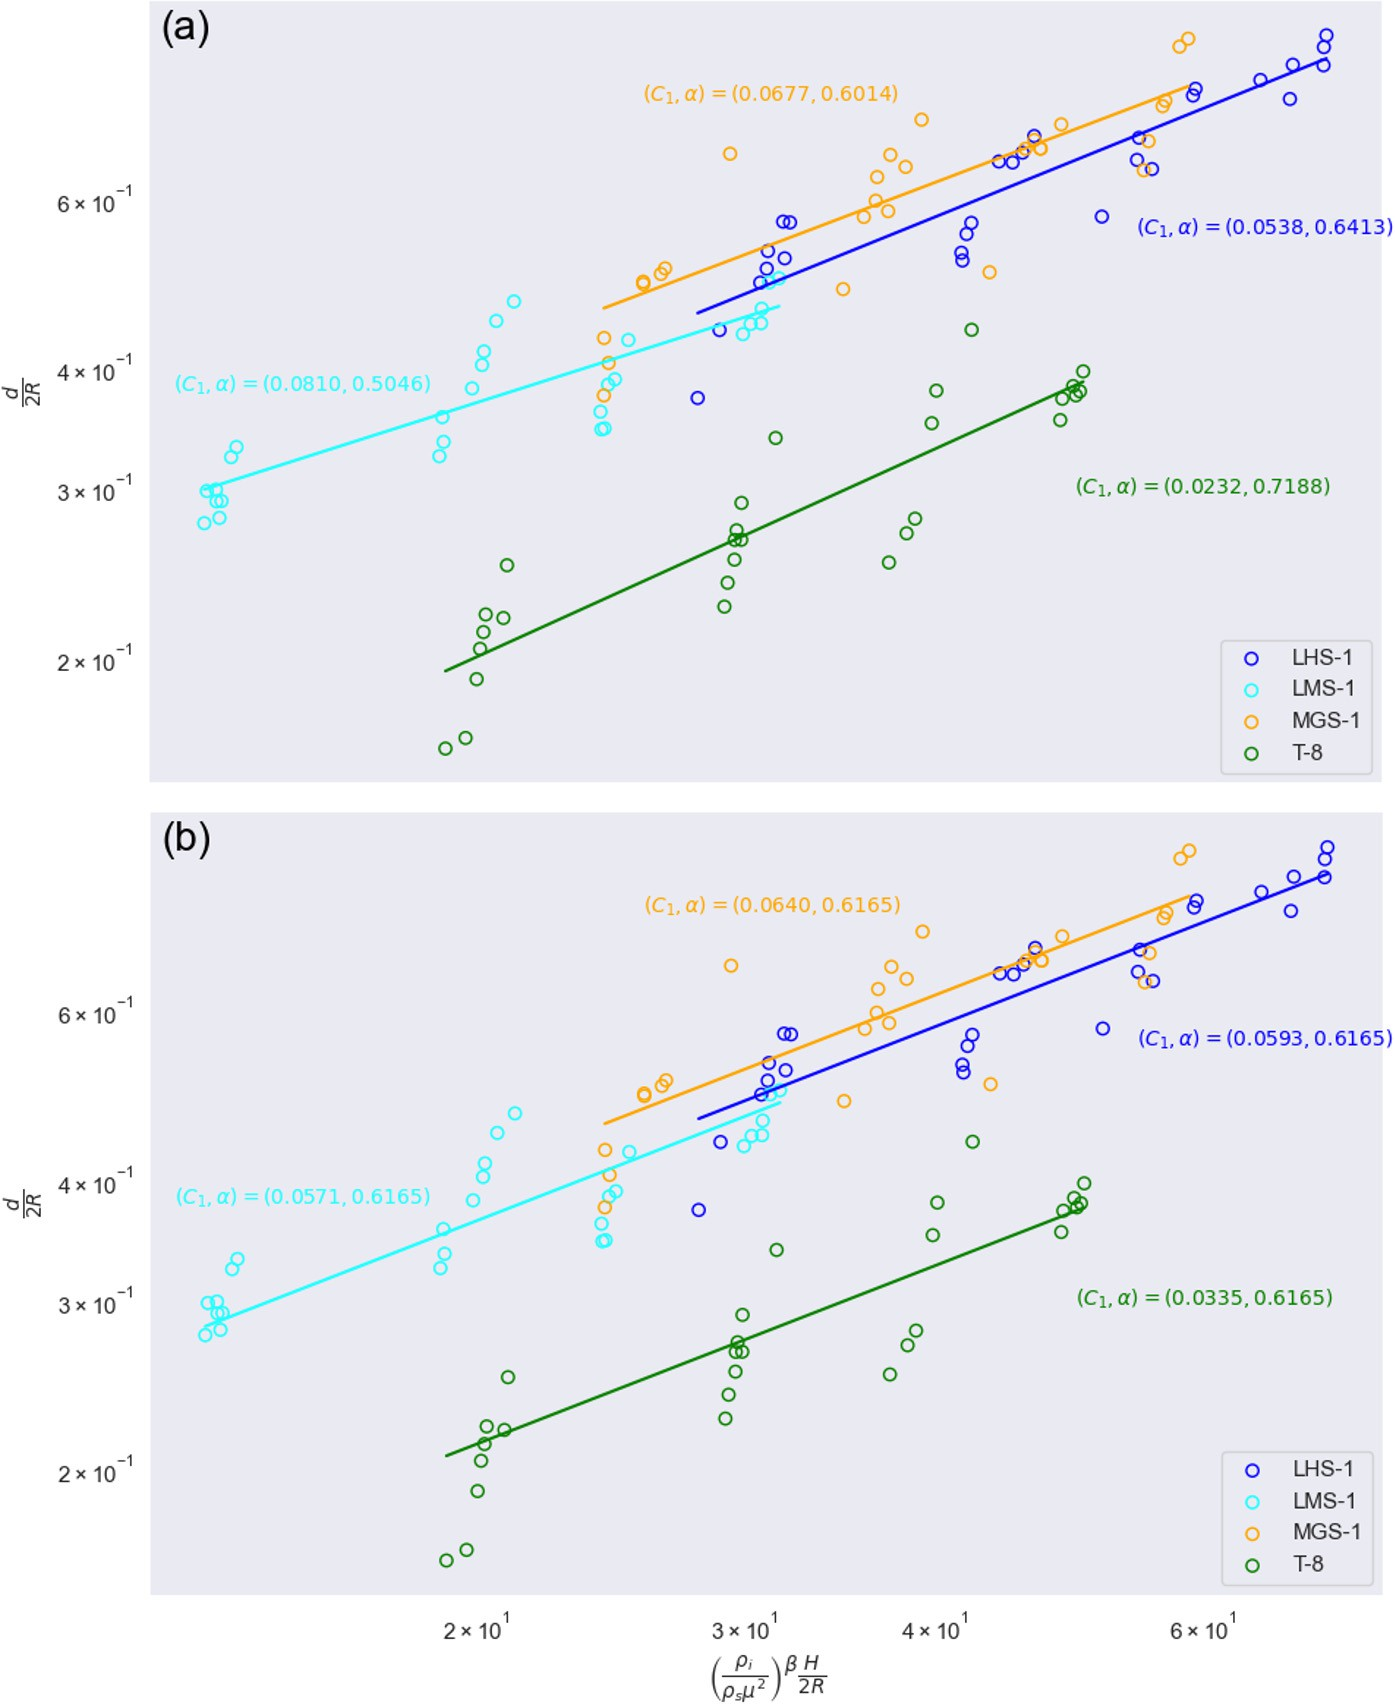 (a)
(C₁, α) = (0.0677, 0.6014)
6 × 10⁻¹
(C₁, α) = (0.0538, 0.6413)
4 × 10⁻¹
(C₁, α) = (0.0810, 0.5046)
d/2R
3 × 10⁻¹
(C₁, α) = (0.0232, 0.7188)
2 × 10⁻¹
LHS-1
LMS-1
MGS-1
T-8
(b)
(C₁, α) = (0.0640, 0.6165)
6 × 10⁻¹
(C₁, α) = (0.0593, 0.6165)
4 × 10⁻¹
(C₁, α) = (0.0571, 0.6165)
d/2R
3 × 10⁻¹
(C₁, α) = (0.0335, 0.6165)
2 × 10⁻¹
LHS-1
LMS-1
MGS-1
T-8
2 × 10¹ 3 × 10¹ 4 × 10¹ 6 × 10¹
(ρᵢ/ρₛμ²)^β H/2R